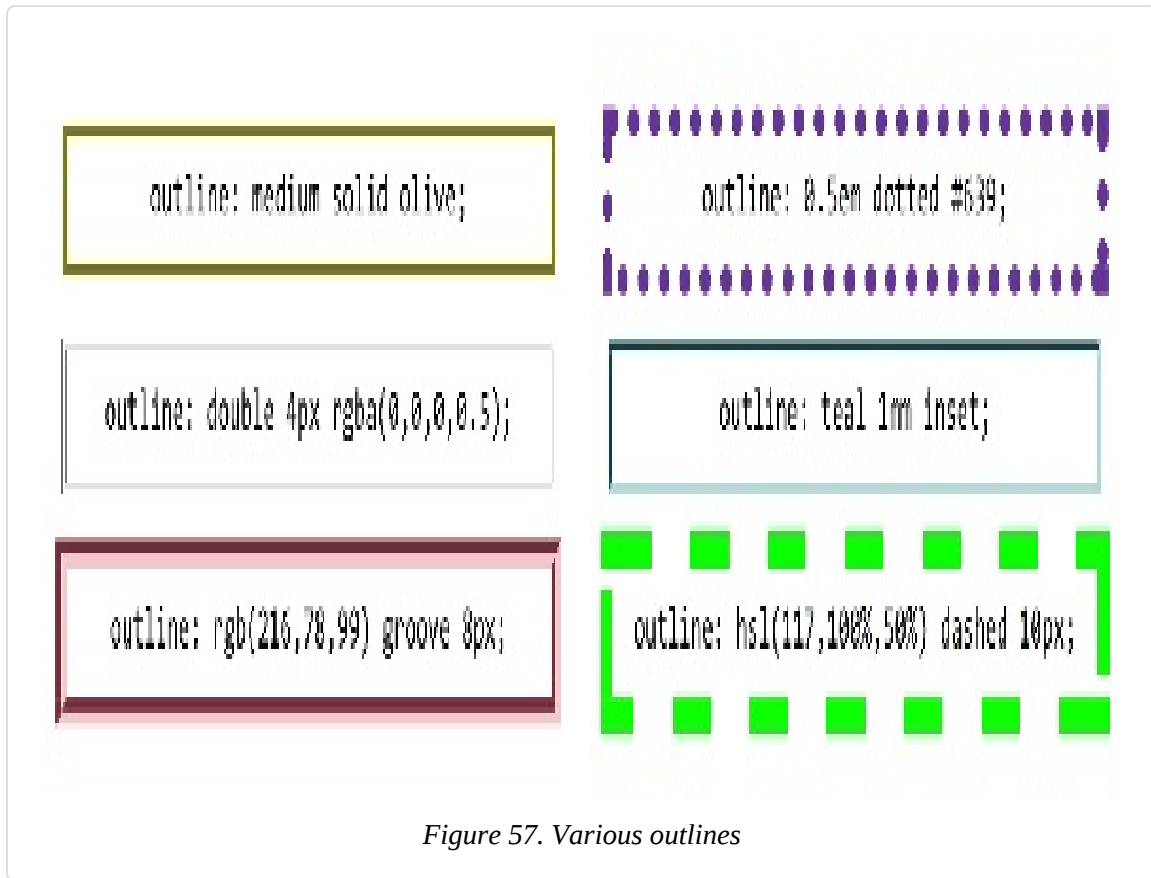 outline: medium solid olive;
outline: 0.5em dotted #639;
outline: double 4px rgba(0,0,0,0.5);
outline: teal 1mm inset;
outline: rgb(216,78,99) groove 8px;
outline: hsl(117,100%,50%) dashed 10px;
Figure 57. Various outlines